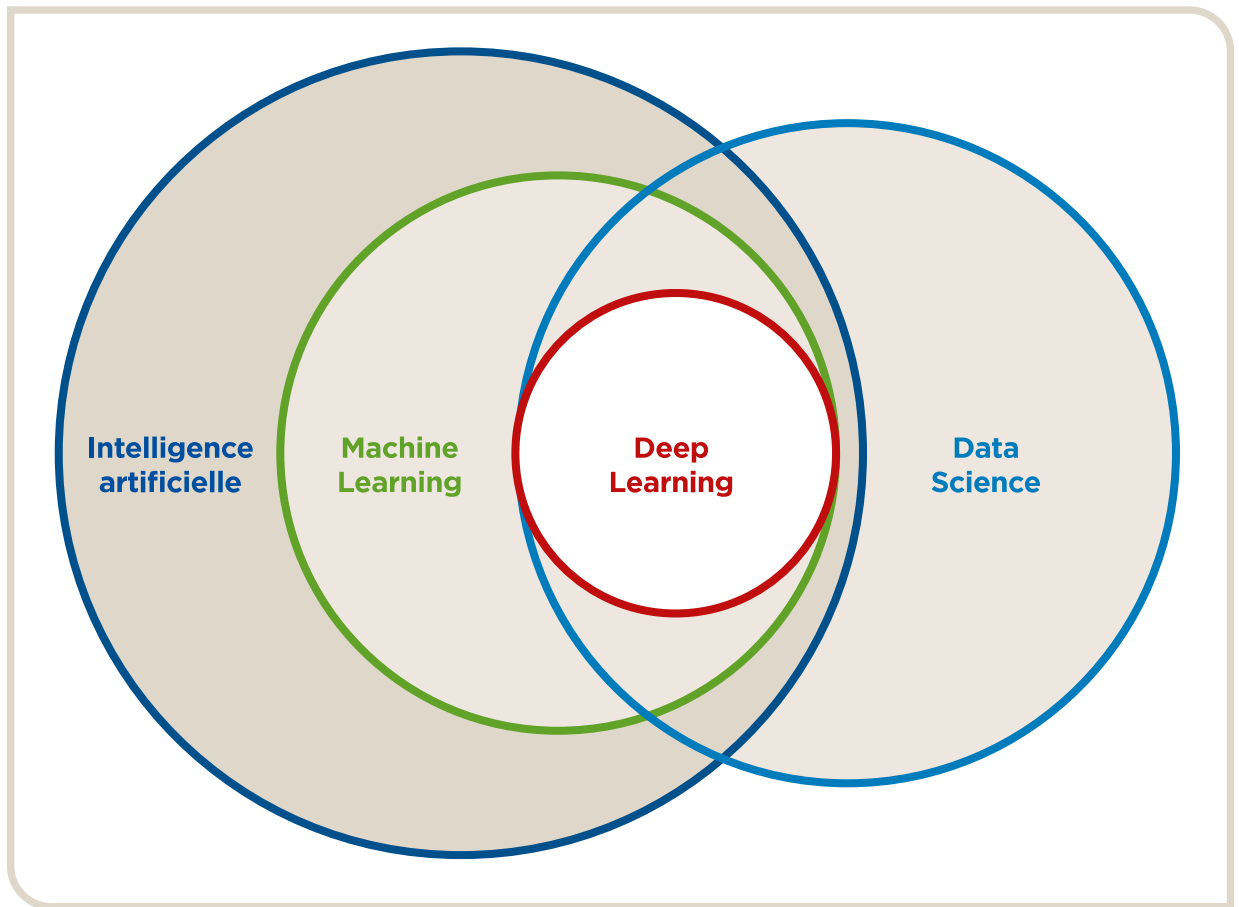 Intelligence
artificielle
Machine
Learning
Deep
Learning
Data
Science